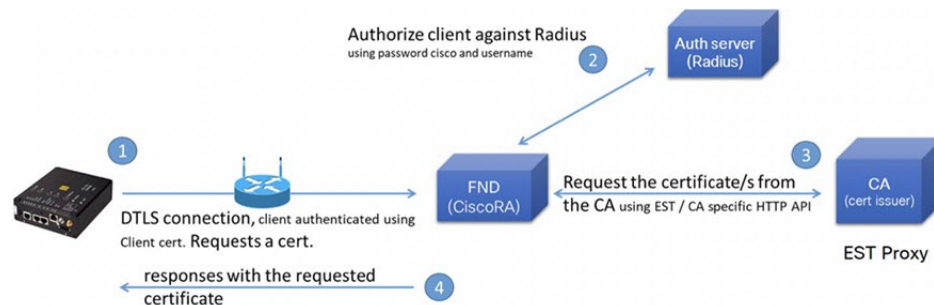 Authorize client against Radius
using password cisco and username
2
Auth server
(Radius)
1
3
FND
(CiscoRA)
Request the certificate/s from
the CA using EST / CA specific HTTP API
CA
(cert issuer)
DTLS connection, client authenticated using
Client cert. Requests a cert.
EST Proxy
responses with the requested
certificate
4